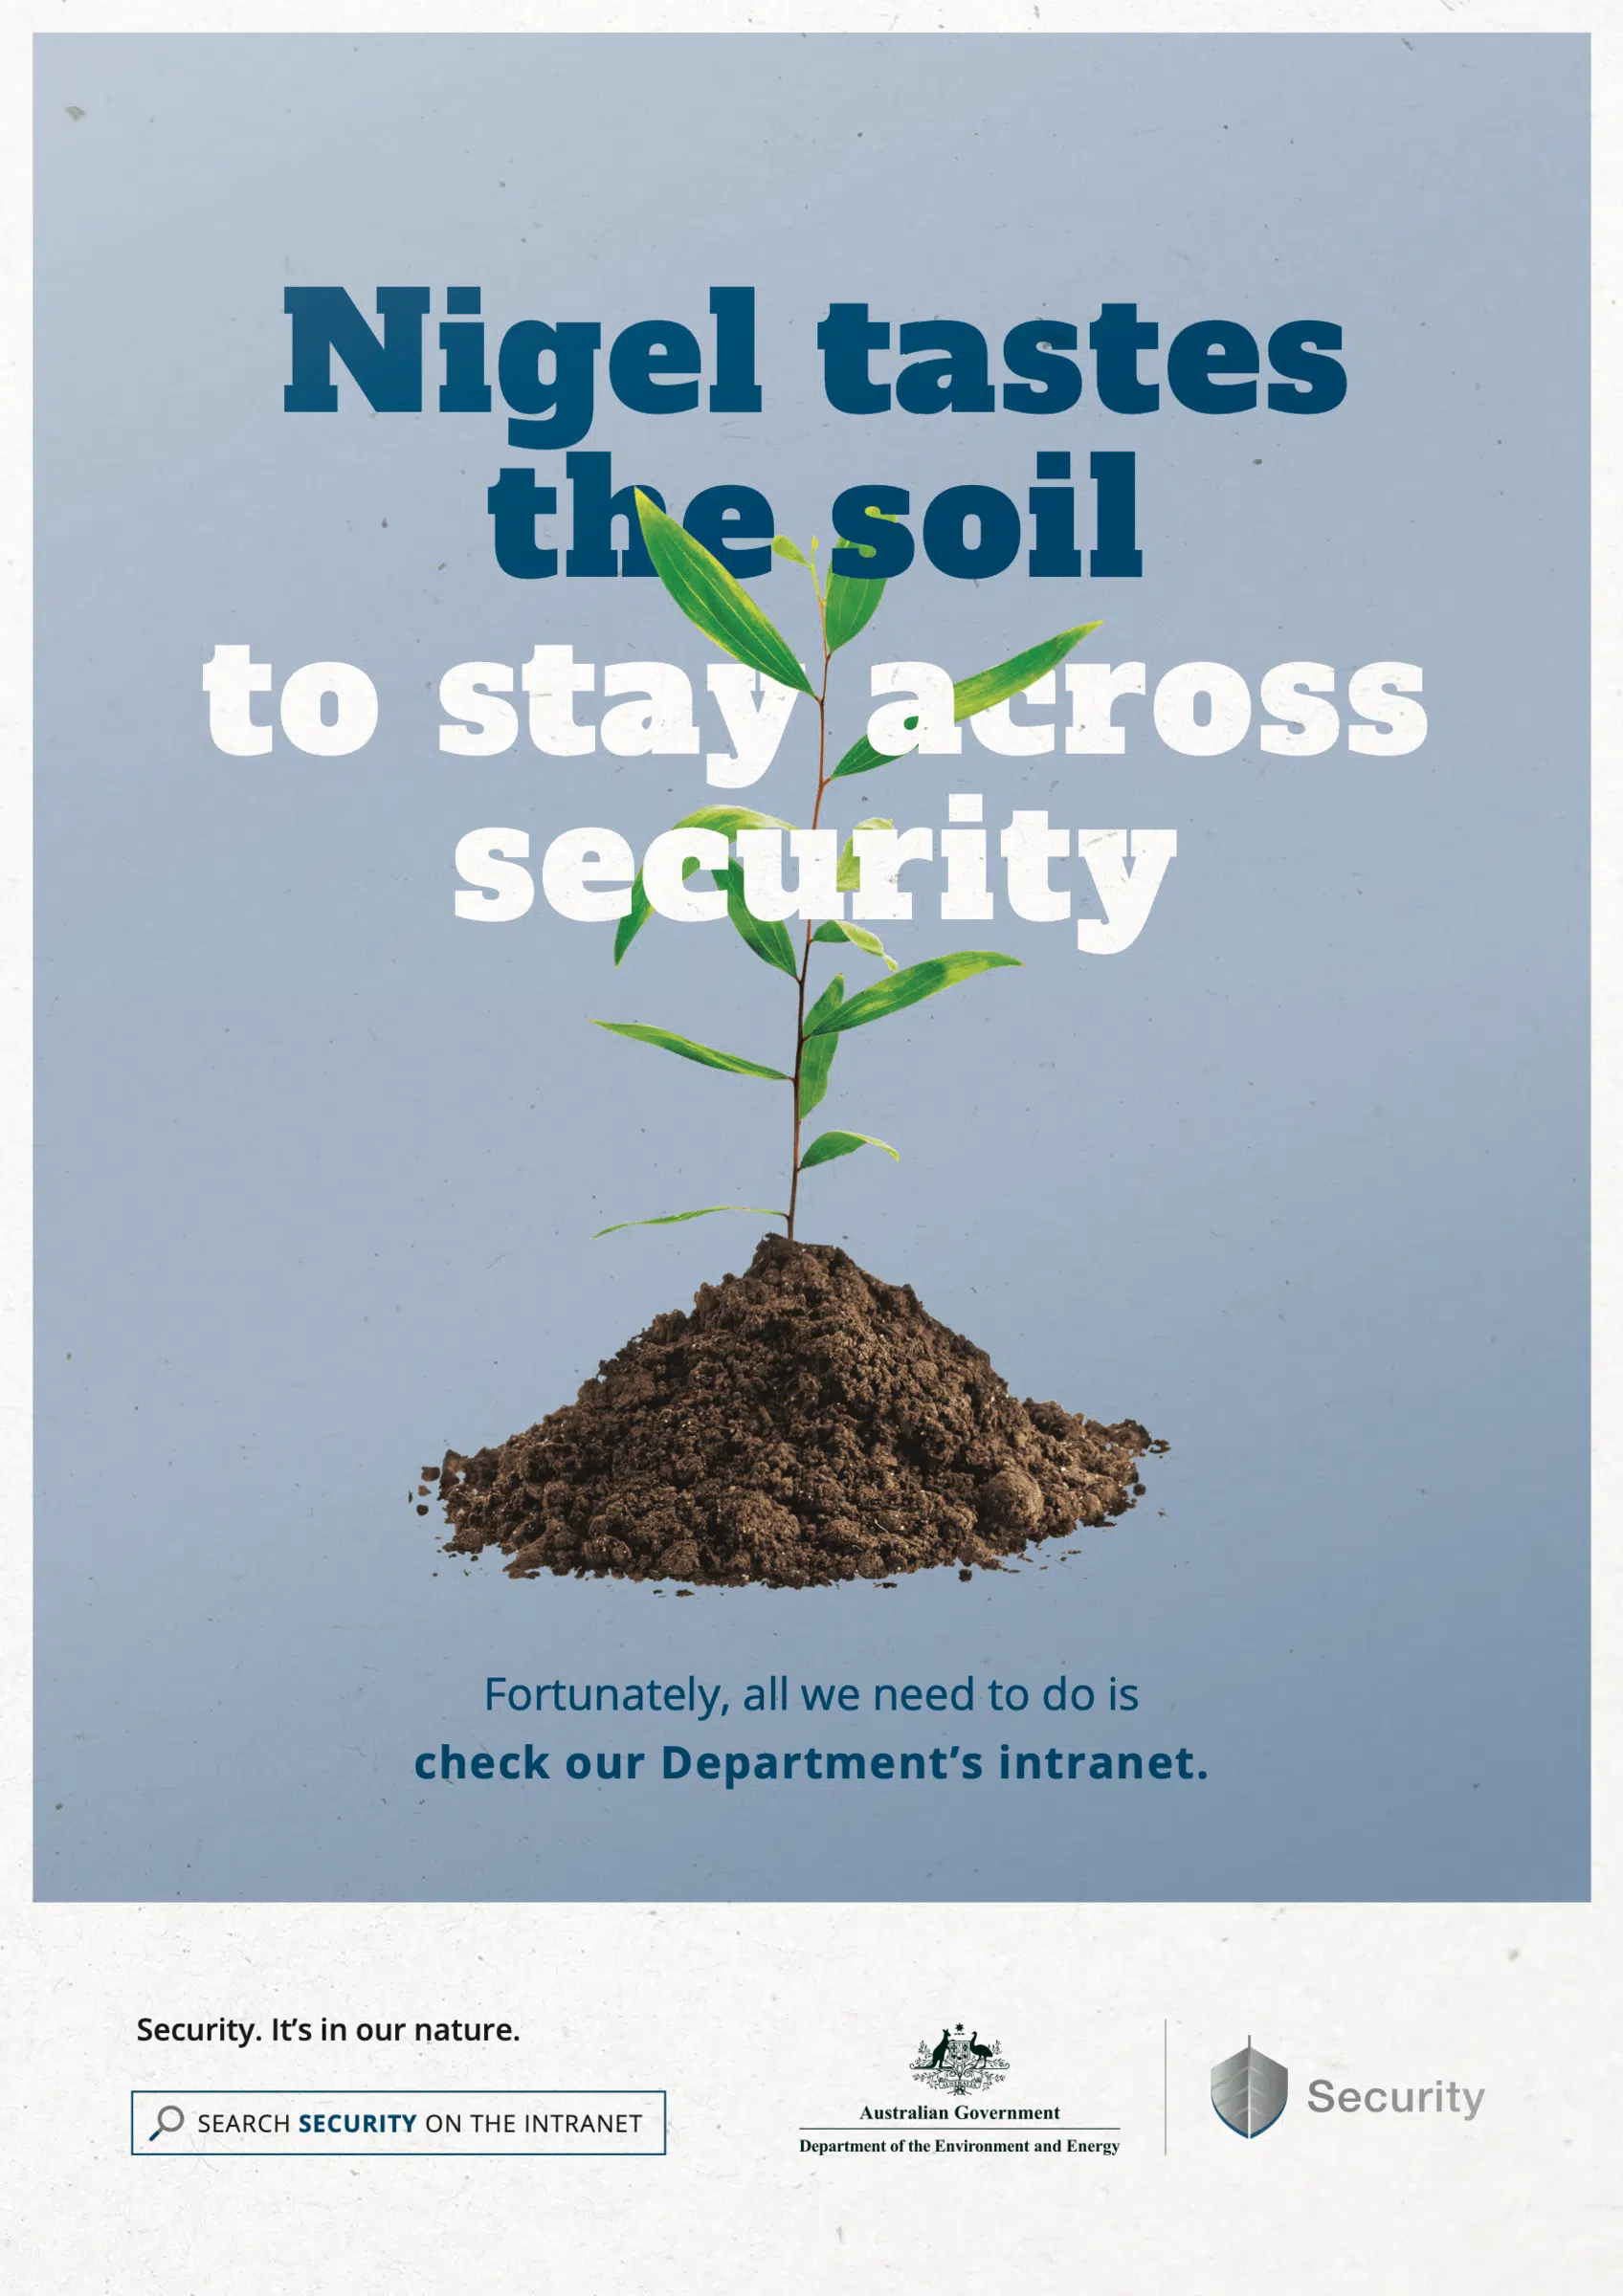 Nigel tastes
the soil
to stay across
security
Fortunately, all we need to do is
check our Department’s intranet.
Security. It’s in our nature.
SEARCH SECURITY ON THE INTRANET
AUSTRALIA
Australian Government
Department of the Environment and Energy
Security